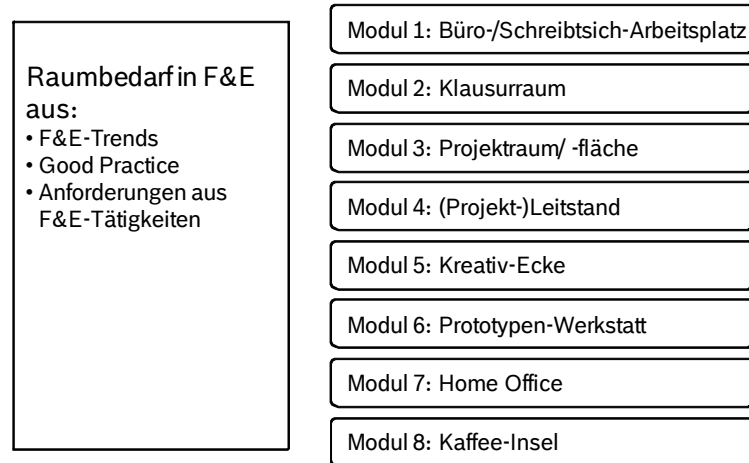 Raumbedarf in F&E
aus:
• F&E-Trends
• Good Practice
• Anforderungen aus
F&E-Tätigkeiten
Modul 1: Büro-/Schreibtsich-Arbeitsplatz
Modul 2: Klausurraum
Modul 3: Projektraum/ -fläche
Modul 4: (Projekt-)Leitstand
Modul 5: Kreativ-Ecke
Modul 6: Prototypen-Werkstatt
Modul 7: Home Office
Modul 8: Kaffee-Insel